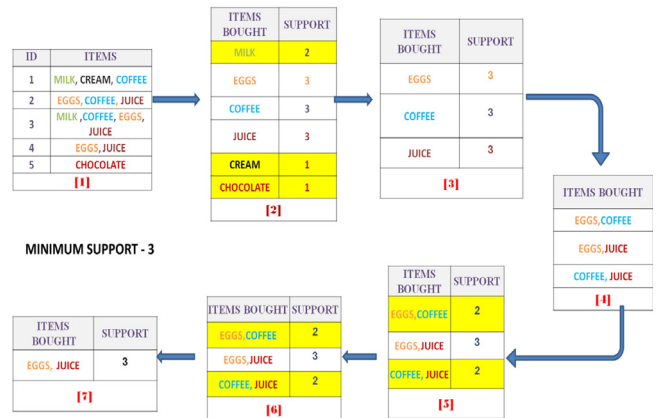 ID ITEMS
1 MILK, CREAM, COFFEE
2 EGGS, COFFEE, JUICE
3 MILK ,COFFEE, EGGS,
JUICE
4 EGGS, JUICE
5 CHOCOLATE
[1]
ITEMS
BOUGHT SUPPORT
MILK 2
EGGS 3
COFFEE 3
JUICE 3
CREAM 1
CHOCOLATE 1
[2]
ITEMS
BOUGHT SUPPORT
EGGS 3
COFFEE 3
JUICE 3
[3]
ITEMS BOUGHT
EGGS,COFFEE
EGGS,JUICE
COFFEE, JUICE
[4]
MINIMUM SUPPORT - 3
ITEMS
BOUGHT SUPPORT
EGGS,COFFEE 2
EGGS,JUICE 3
COFFEE, JUICE 2
[5]
ITEMS BOUGHT SUPPORT
EGGS,COFFEE 2
EGGS,JUICE 3
COFFEE, JUICE 2
[6]
ITEMS
BOUGHT SUPPORT
EGGS, JUICE 3
[7]